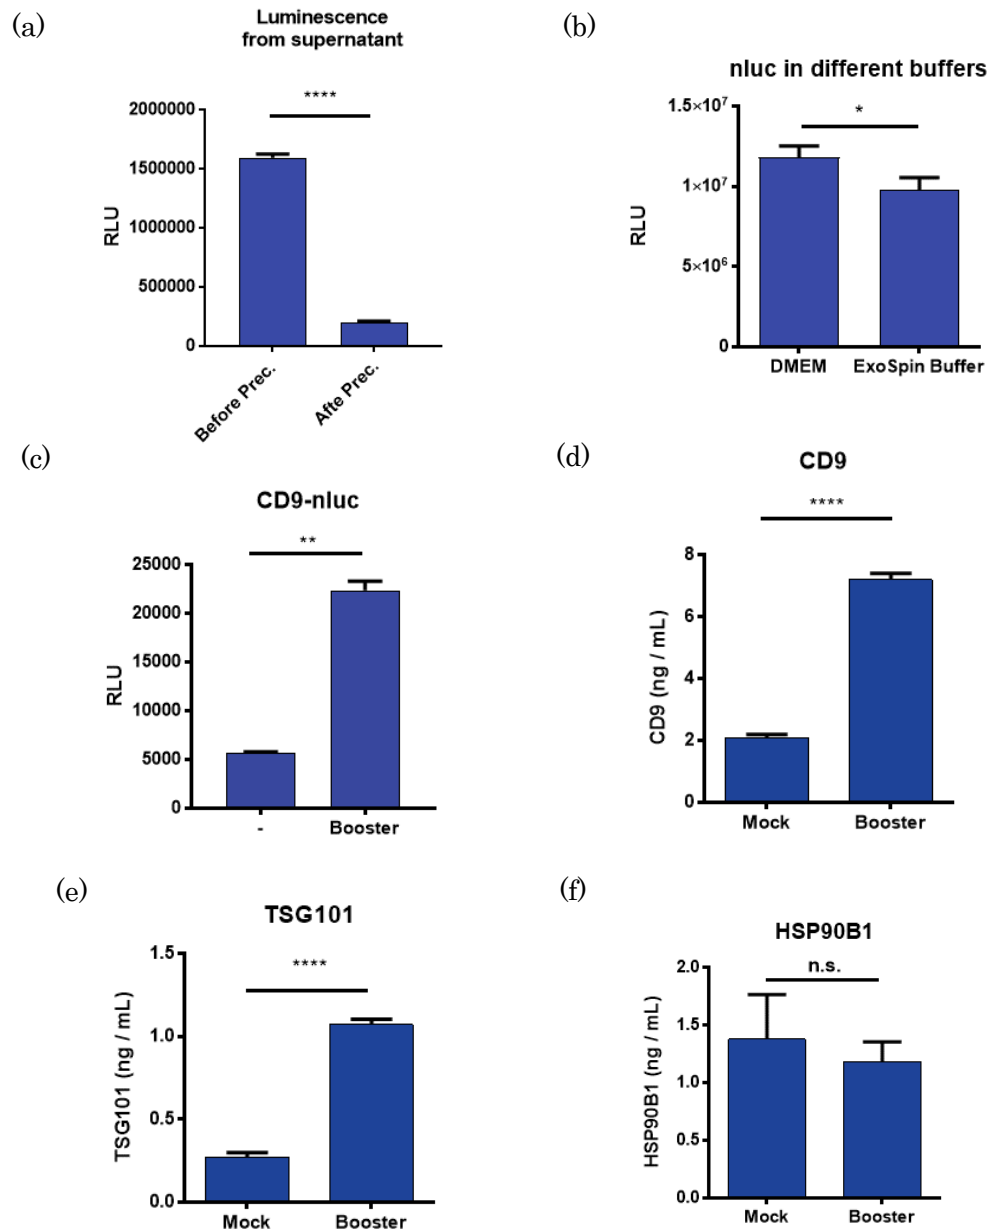 (a)
Luminescence
from supernatant
****
2000000
1500000
1000000
500000
0
RLU
Before Prec.
Afte Prec.
(b)
nluc in different buffers
*
1.5×10⁷
1×10⁷
5×10⁶
0
RLU
DMEM
ExoSpin Buffer
(c)
CD9-nluc
**
25000
20000
15000
10000
5000
0
RLU
-
Booster
(d)
CD9
****
8
6
4
2
0
CD9 (ng / mL)
Mock
Booster
(e)
TSG101
****
1.5
1.0
0.5
0.0
TSG101 (ng / mL)
Mock
Booster
(f)
HSP90B1
n.s.
2.0
1.5
1.0
0.5
0.0
HSP90B1 (ng / mL)
Mock
Booster